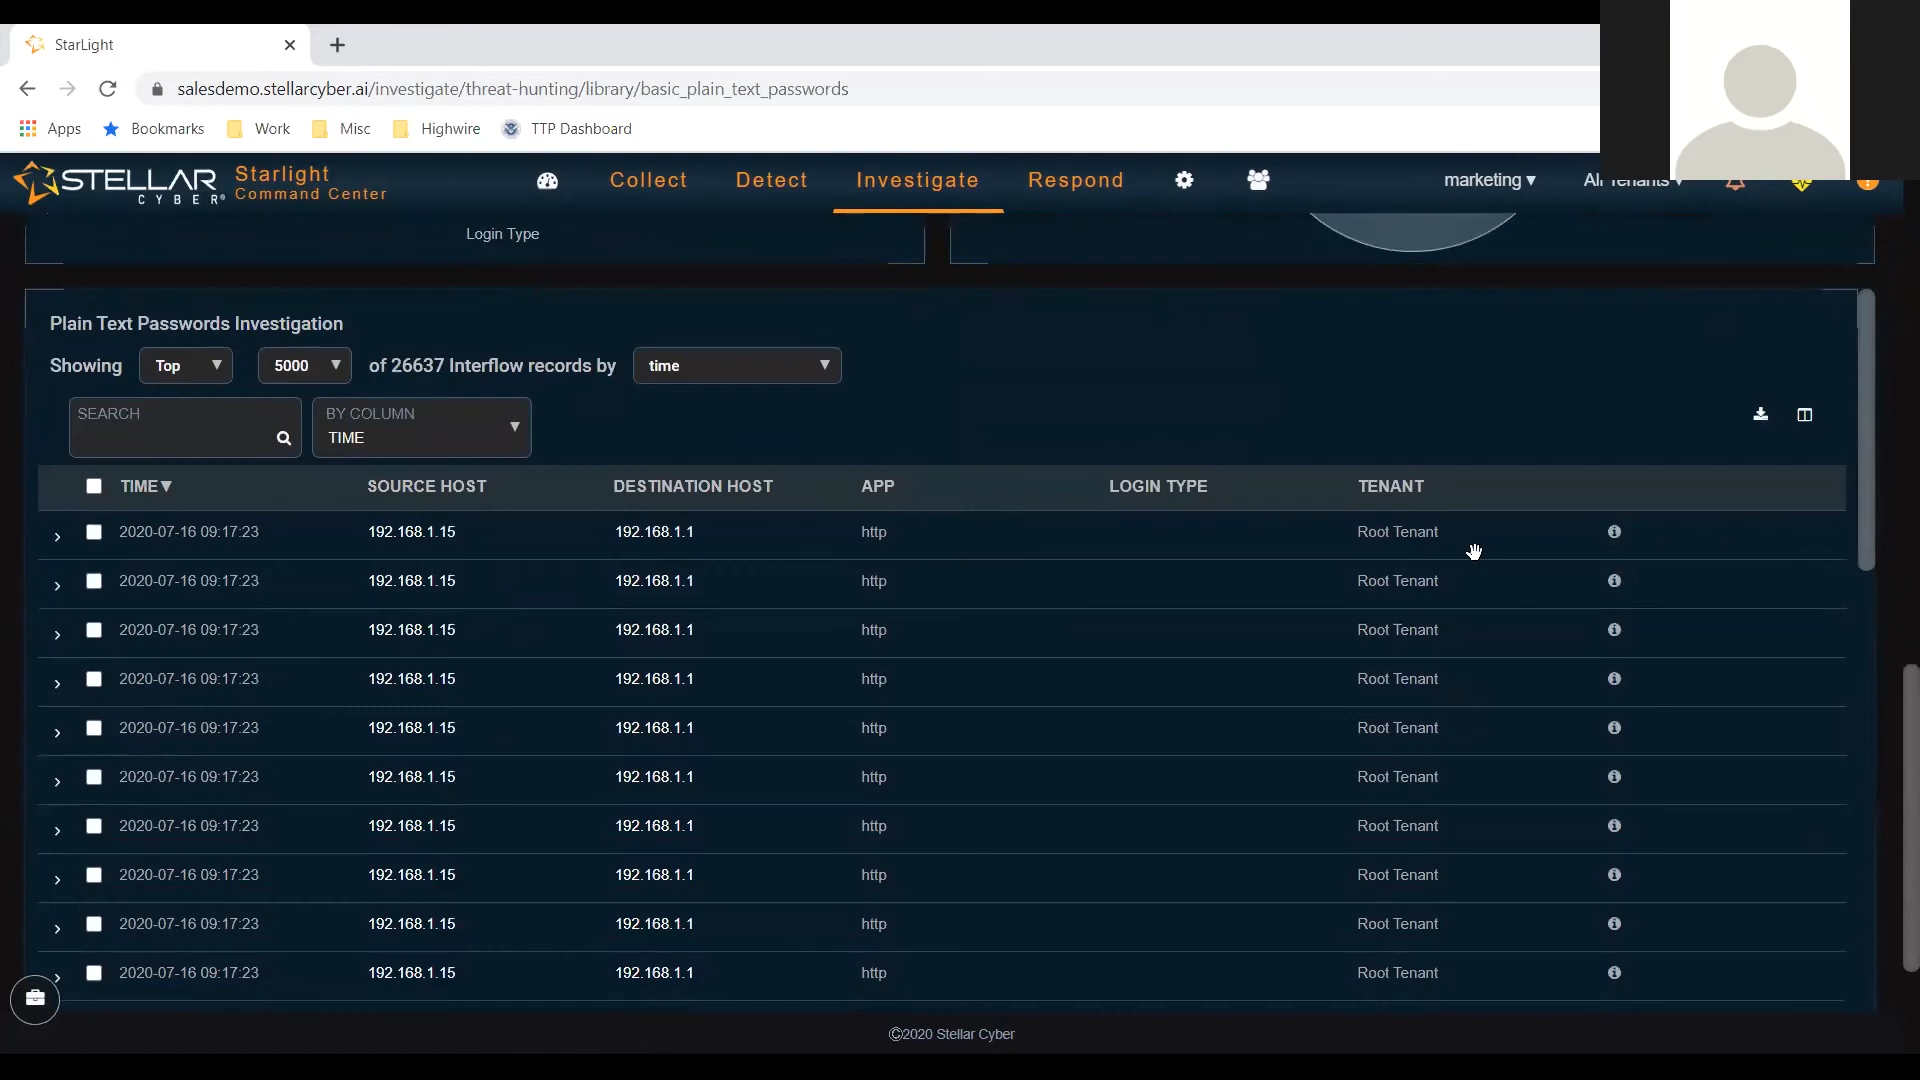 StarLight
salesdemo.stellarcyber.ai/investigate/threat-hunting/library/basic_plain_text_passwords
Apps Bookmarks Work Misc Highwire TTP Dashboard
STELLAR CYBER® Starlight Command Center Collect Detect Investigate Respond marketing ▾ All Tenants ▾
Login Type
Plain Text Passwords Investigation
Showing Top 5000 of 26637 Interflow records by time
SEARCH BY COLUMN
TIME
TIME▼ SOURCE HOST DESTINATION HOST APP LOGIN TYPE TENANT
2020-07-16 09:17:23 192.168.1.15 192.168.1.1 http Root Tenant
2020-07-16 09:17:23 192.168.1.15 192.168.1.1 http Root Tenant
2020-07-16 09:17:23 192.168.1.15 192.168.1.1 http Root Tenant
2020-07-16 09:17:23 192.168.1.15 192.168.1.1 http Root Tenant
2020-07-16 09:17:23 192.168.1.15 192.168.1.1 http Root Tenant
2020-07-16 09:17:23 192.168.1.15 192.168.1.1 http Root Tenant
2020-07-16 09:17:23 192.168.1.15 192.168.1.1 http Root Tenant
2020-07-16 09:17:23 192.168.1.15 192.168.1.1 http Root Tenant
2020-07-16 09:17:23 192.168.1.15 192.168.1.1 http Root Tenant
2020-07-16 09:17:23 192.168.1.15 192.168.1.1 http Root Tenant
©2020 Stellar Cyber